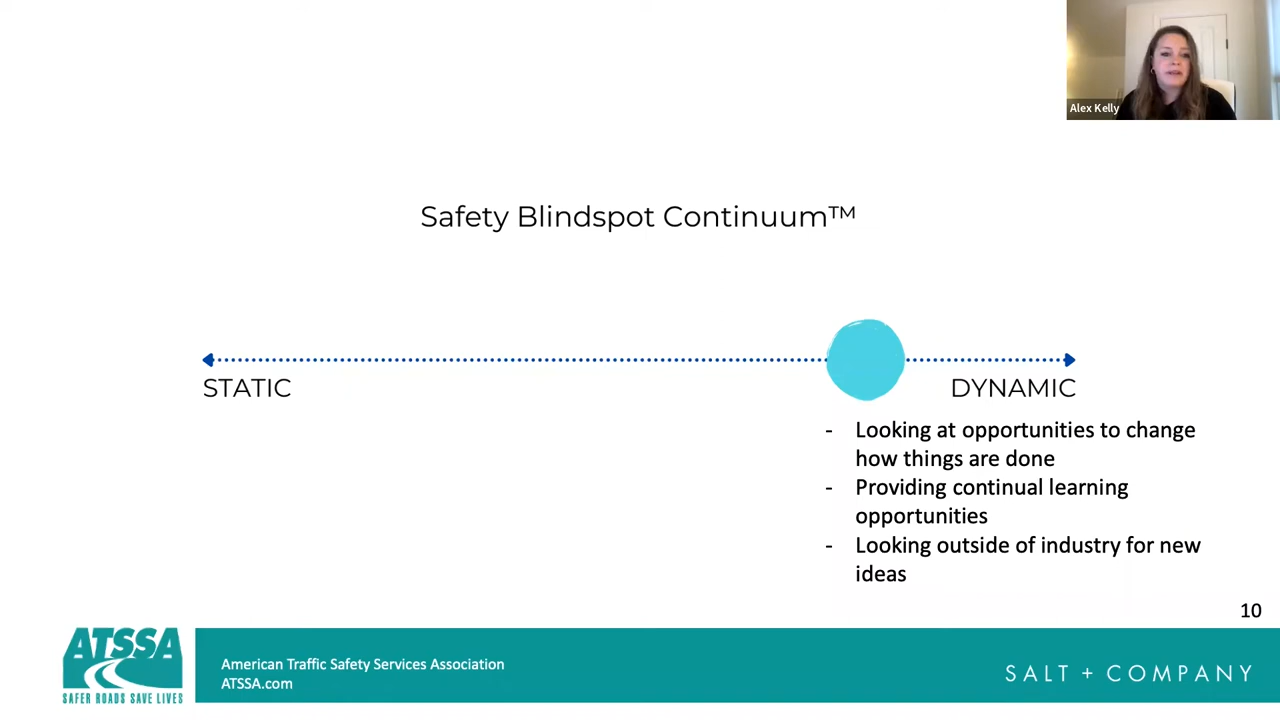 Alex Kelly
Safety Blindspot Continuum™
STATIC
DYNAMIC
- Looking at opportunities to change
how things are done
- Providing continual learning
opportunities
- Looking outside of industry for new
ideas
10
ATSSA
SAFER ROADS SAVE LIVES
American Traffic Safety Services Association
ATSSA.com
SALT + COMPANY